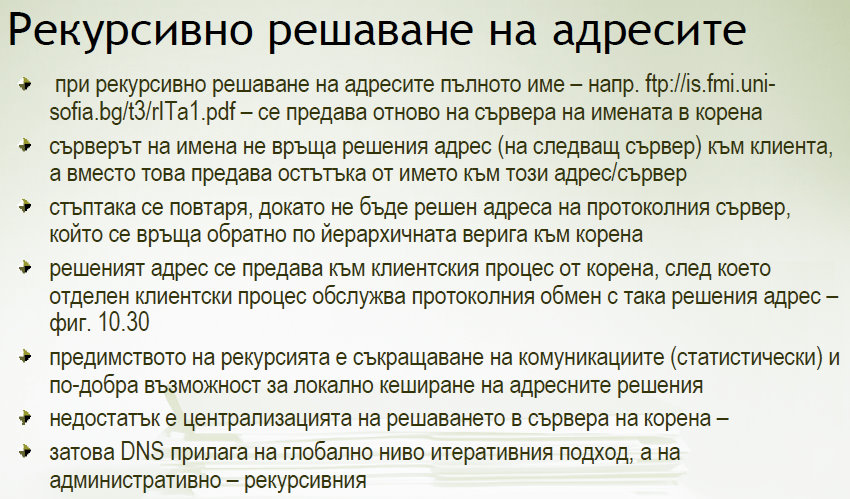 Рекурсивно решаване на адресите
при рекурсивно решаване на адресите пълното име – напр. ftp://is.fmi.uni-
sofia.bg/t3/rITa1.pdf – се предава отново на сървера на имената в корена
сърверът на имена не връща решения адрес (на следващ сървер) към клиента,
а вместо това предава остътъка от името към този адрес/сървер
стъптака се повтаря, докато не бъде решен адреса на протоколния сървер,
който се връща обратно по йерархичната верига към корена
решеният адрес се предава към клиентския процес от корена, след което
отделен клиентски процес обслужва протоколния обмен с така решения адрес –
фиг. 10.30
предимството на рекурсията е съкращаване на комуникациите (статистически) и
по-добра възможност за локално кеширане на адресните решения
недостатък е централизацията на решаването в сървера на корена –
затова DNS прилага на глобално ниво итеративния подход, а на
административно – рекурсивния